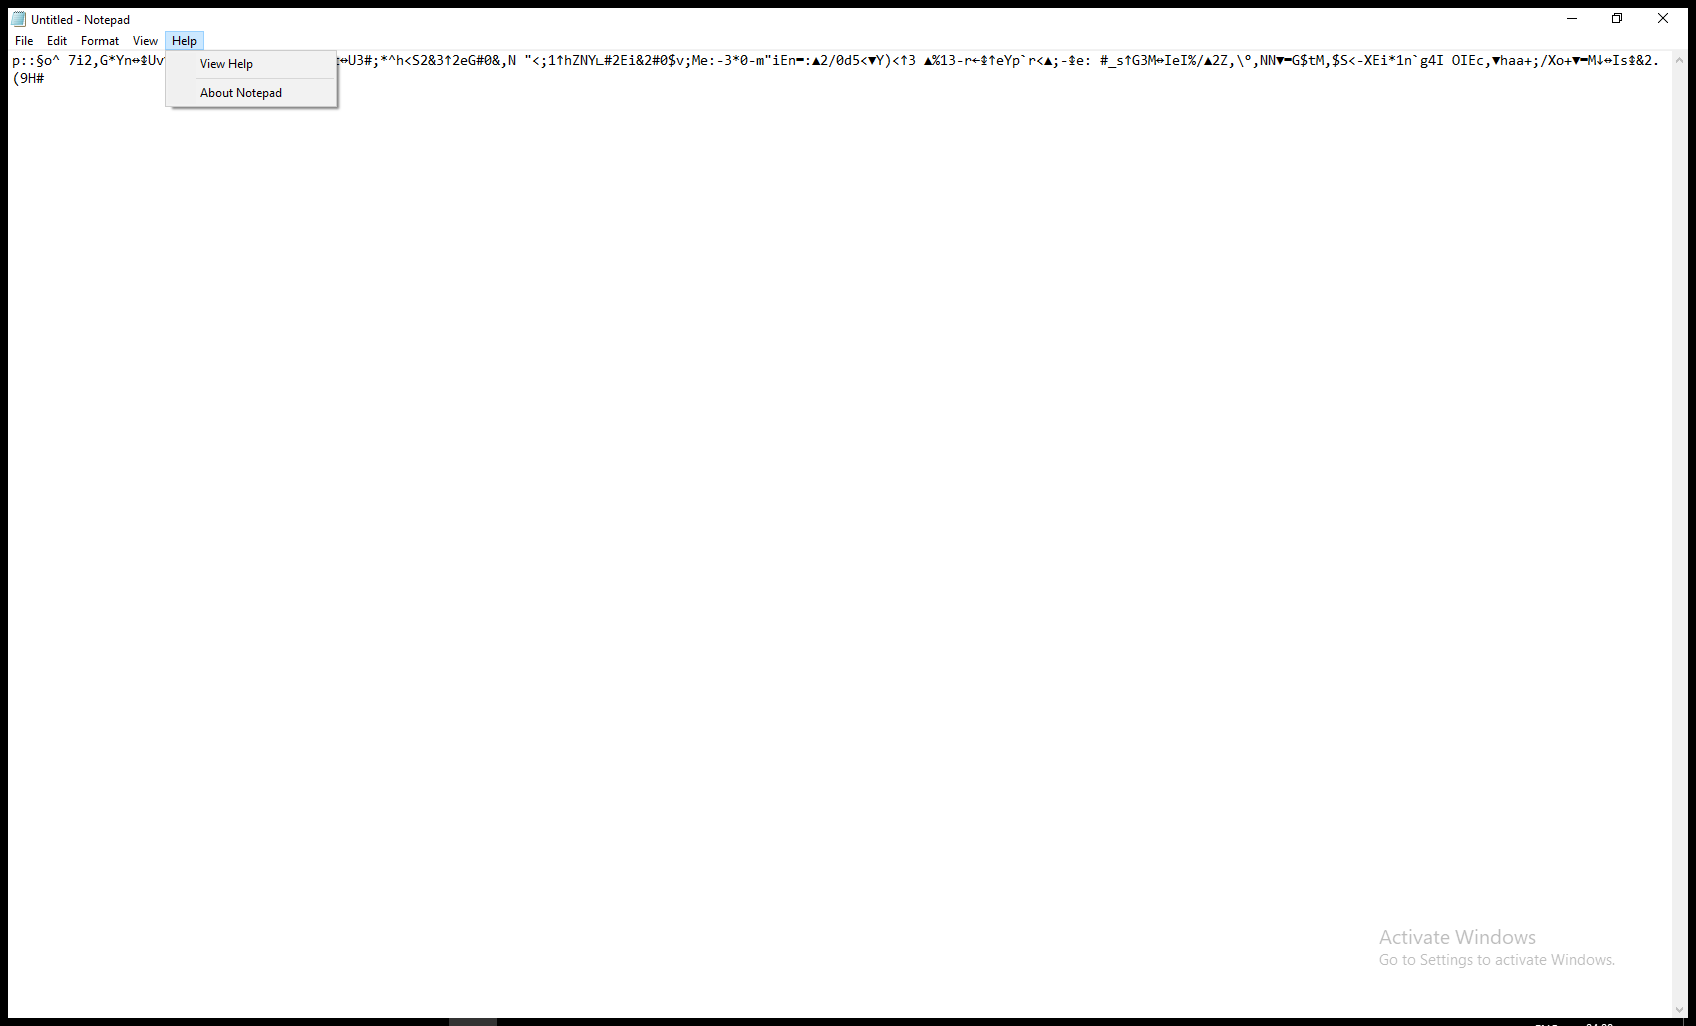 Untitled - Notepad
File Edit Format View Help
p::§o^ 7i2,G*Yn↔↨Uv
↔U3#;*^h<S2&3↑2eG#0&,N "<;1↑hZNY∟#2Ei&2#0$v;Me:-3*0-m"iEn▬:▲2/0d5<▼Y)<↑3 ▲%13-r←↨↑eYp`r<▲;-↨e: #_s↑G3M↔IeI%/▲2Z,\°,NN▼▬G$tM,$S<-XEi*1n`g4I OIEc,▼haa+;/Xo+▼▬M↓↔Is↨&2.
(9H#
View Help
About Notepad
Activate Windows
Go to Settings to activate Windows.